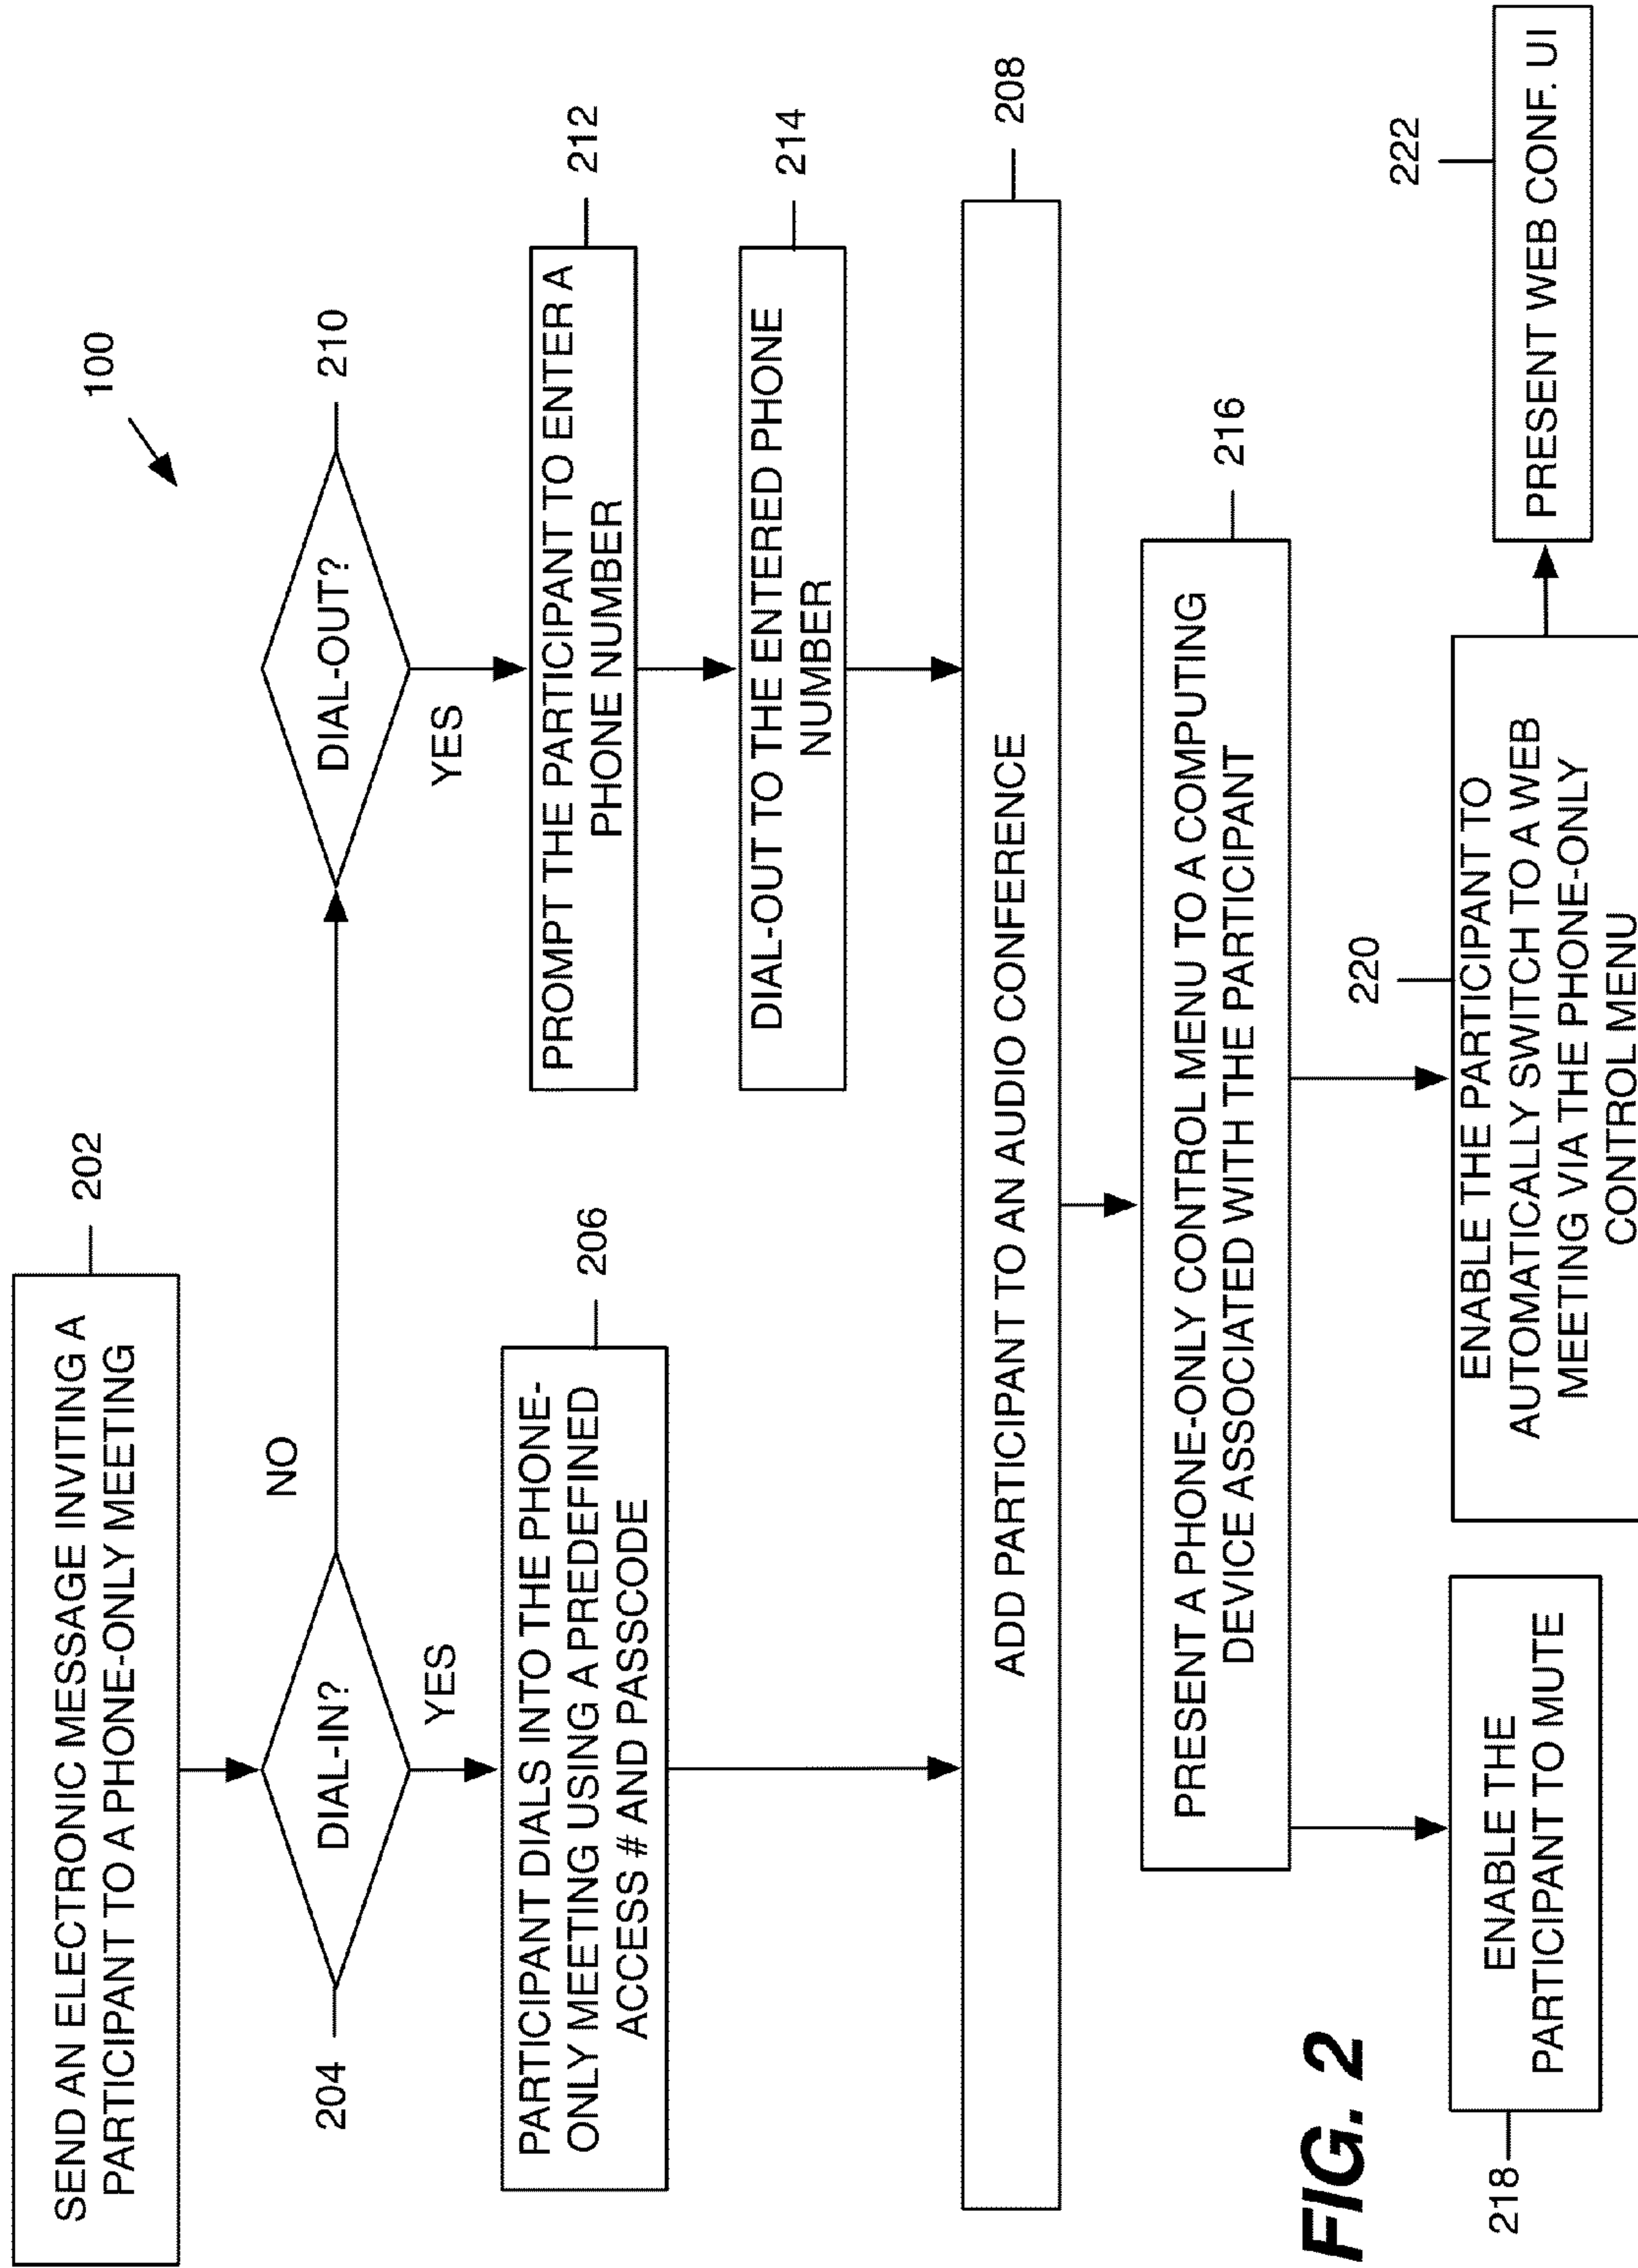 100
SEND AN ELECTRONIC MESSAGE INVITING A
PARTICIPANT TO A PHONE-ONLY MEETING
202
204
DIAL-IN?
NO
YES
DIAL-OUT?
210
YES
PARTICIPANT DIALS INTO THE PHONE-
ONLY MEETING USING A PREDEFINED
ACCESS # AND PASSCODE
206
PROMPT THE PARTICIPANT TO ENTER A
PHONE NUMBER
212
DIAL-OUT TO THE ENTERED PHONE
NUMBER
214
ADD PARTICIPANT TO AN AUDIO CONFERENCE
208
PRESENT A PHONE-ONLY CONTROL MENU TO A COMPUTING
DEVICE ASSOCIATED WITH THE PARTICIPANT
216
218
ENABLE THE
PARTICIPANT TO MUTE
220
ENABLE THE PARTICIPANT TO
AUTOMATICALLY SWITCH TO A WEB
MEETING VIA THE PHONE-ONLY
CONTROL MENU
222
PRESENT WEB CONF. UI
FIG. 2